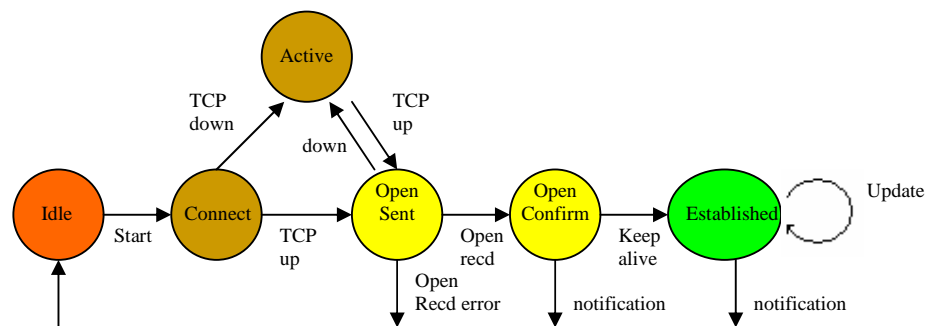 Active
TCP
down
TCP
up
down
Idle
Connect
Open
Sent
Open
Confirm
Established
Update
Start
TCP
up
Open
recd
Keep
alive
Open
Recd error
notification
notification